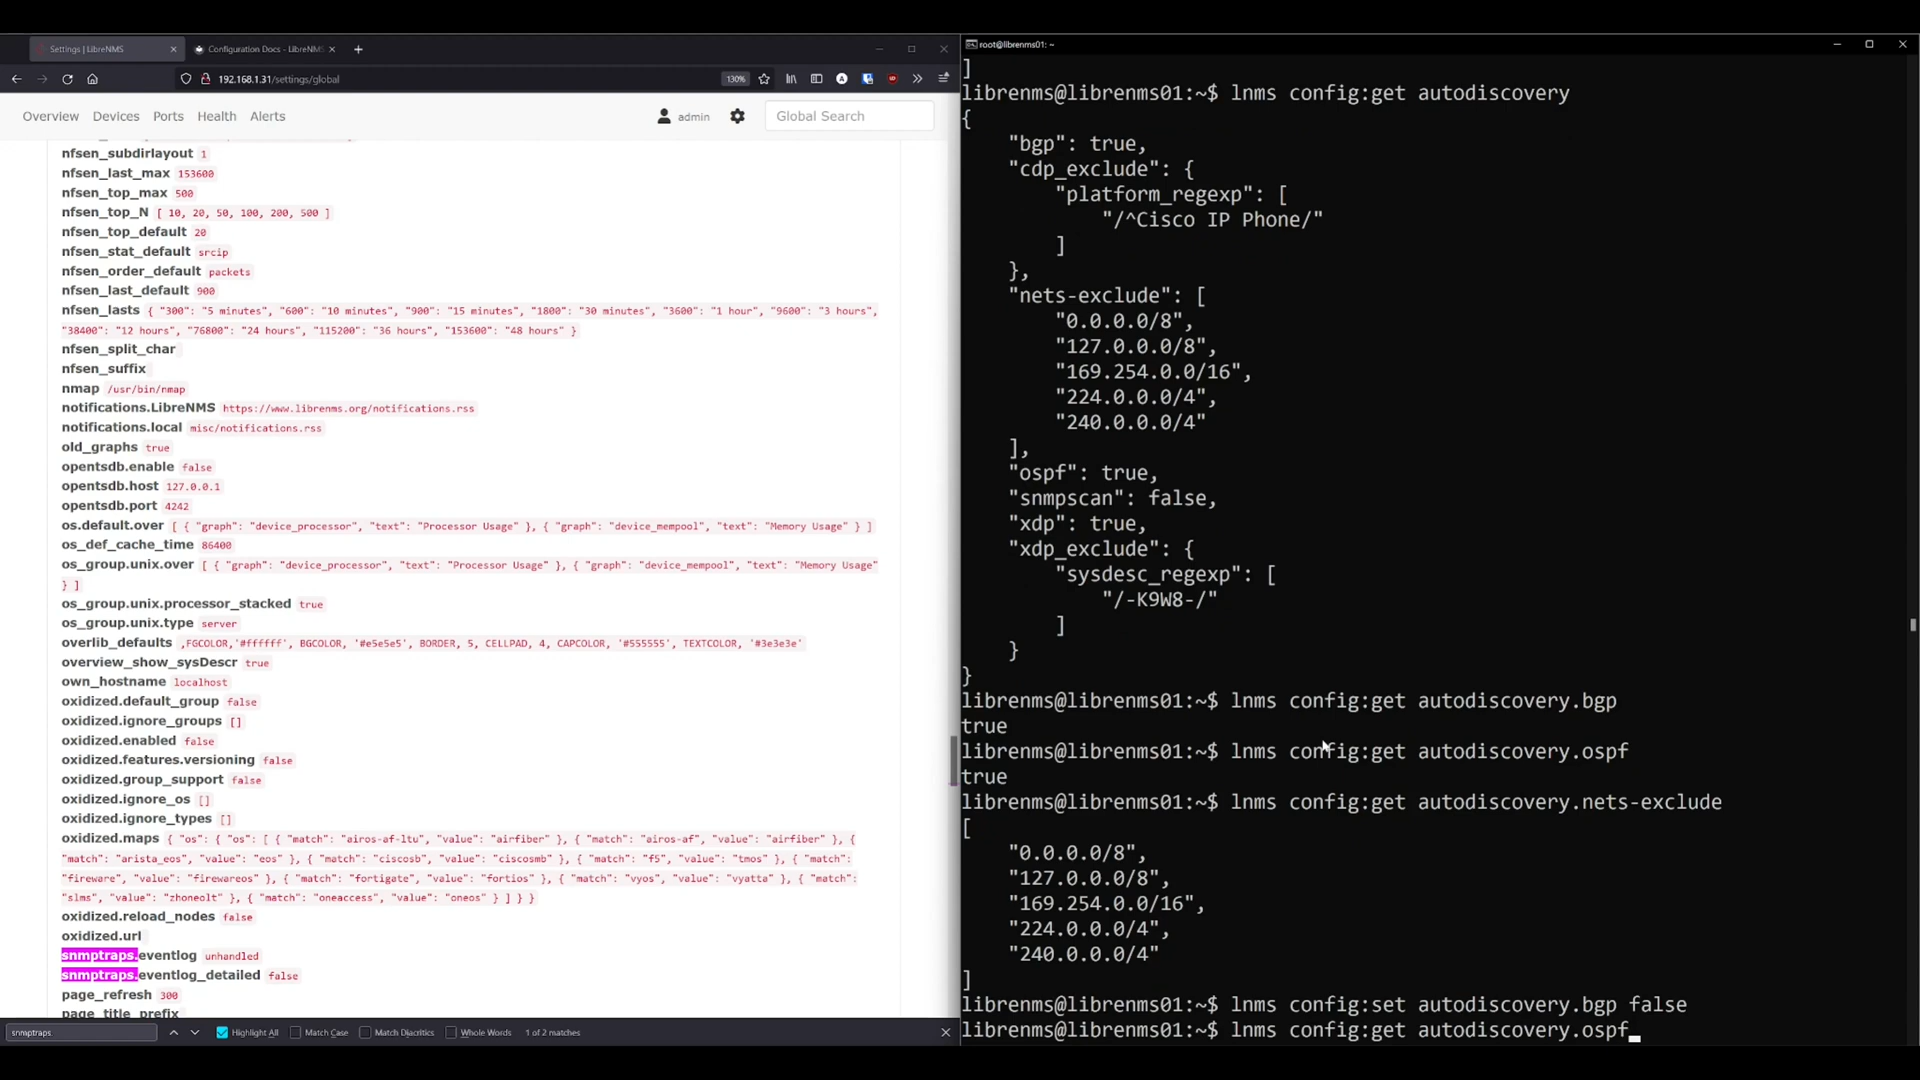 Settings | LibreNMS
Configuration Docs - LibreNMS
192.168.1.31/settings/global
130%
Overview Devices Ports Health Alerts
admin
Global Search
nfsen_subdirlayout 1
nfsen_last_max 153600
nfsen_top_max 500
nfsen_top_N [ 10, 20, 50, 100, 200, 500 ]
nfsen_top_default 20
nfsen_stat_default srcip
nfsen_order_default packets
nfsen_last_default 900
nfsen_lasts { "300": "5 minutes", "600": "10 minutes", "900": "15 minutes", "1800": "30 minutes", "3600": "1 hour", "9600": "3 hours",
"38400": "12 hours", "76800": "24 hours", "115200": "36 hours", "153600": "48 hours" }
nfsen_split_char
nfsen_suffix
nmap /usr/bin/nmap
notifications.LibreNMS https://www.librenms.org/notifications.rss
notifications.local misc/notifications.rss
old_graphs true
opentsdb.enable false
opentsdb.host 127.0.0.1
opentsdb.port 4242
os.default.over [ { "graph": "device_processor", "text": "Processor Usage" }, { "graph": "device_mempool", "text": "Memory Usage" } ]
os_def_cache_time 86400
os_group.unix.over [ { "graph": "device_processor", "text": "Processor Usage" }, { "graph": "device_mempool", "text": "Memory Usage"
} ]
os_group.unix.processor_stacked true
os_group.unix.type server
overlib_defaults ,FGCOLOR,'#ffffff', BGCOLOR, '#e5e5e5', BORDER, 5, CELLPAD, 4, CAPCOLOR, '#555555', TEXTCOLOR, '#3e3e3e'
overview_show_sysDescr true
own_hostname localhost
oxidized.default_group false
oxidized.ignore_groups []
oxidized.enabled false
oxidized.features.versioning false
oxidized.group_support false
oxidized.ignore_os []
oxidized.ignore_types []
oxidized.maps { "os": { "os": [ { "match": "airos-af-ltu", "value": "airfiber" }, { "match": "airos-af", "value": "airfiber" }, {
"match": "arista_eos", "value": "eos" }, { "match": "ciscosb", "value": "ciscosmb" }, { "match": "f5", "value": "tmos" }, { "match":
"fireware", "value": "firewareos" }, { "match": "fortigate", "value": "fortios" }, { "match": "vyos", "value": "vyatta" }, { "match":
"slms", "value": "zhoneolt" }, { "match": "oneaccess", "value": "oneos" } ] } }
oxidized.reload_nodes false
oxidized.url
snmptraps.eventlog unhandled
snmptraps.eventlog_detailed false
page_refresh 300
page_title_prefix
snmptraps
Highlight All Match Case Match Diacritics Whole Words 1 of 2 matches
root@librenms01: ~
]
librenms@librenms01:~$ lnms config:get autodiscovery
{
"bgp": true,
"cdp_exclude": {
"platform_regexp": [
"/^Cisco IP Phone/"
]
},
"nets-exclude": [
"0.0.0.0/8",
"127.0.0.0/8",
"169.254.0.0/16",
"224.0.0.0/4",
"240.0.0.0/4"
],
"ospf": true,
"snmpscan": false,
"xdp": true,
"xdp_exclude": {
"sysdesc_regexp": [
"/-K9W8-/"
]
}
}
librenms@librenms01:~$ lnms config:get autodiscovery.bgp
true
librenms@librenms01:~$ lnms config:get autodiscovery.ospf
true
librenms@librenms01:~$ lnms config:get autodiscovery.nets-exclude
[
"0.0.0.0/8",
"127.0.0.0/8",
"169.254.0.0/16",
"224.0.0.0/4",
"240.0.0.0/4"
]
librenms@librenms01:~$ lnms config:set autodiscovery.bgp false
librenms@librenms01:~$ lnms config:get autodiscovery.ospf